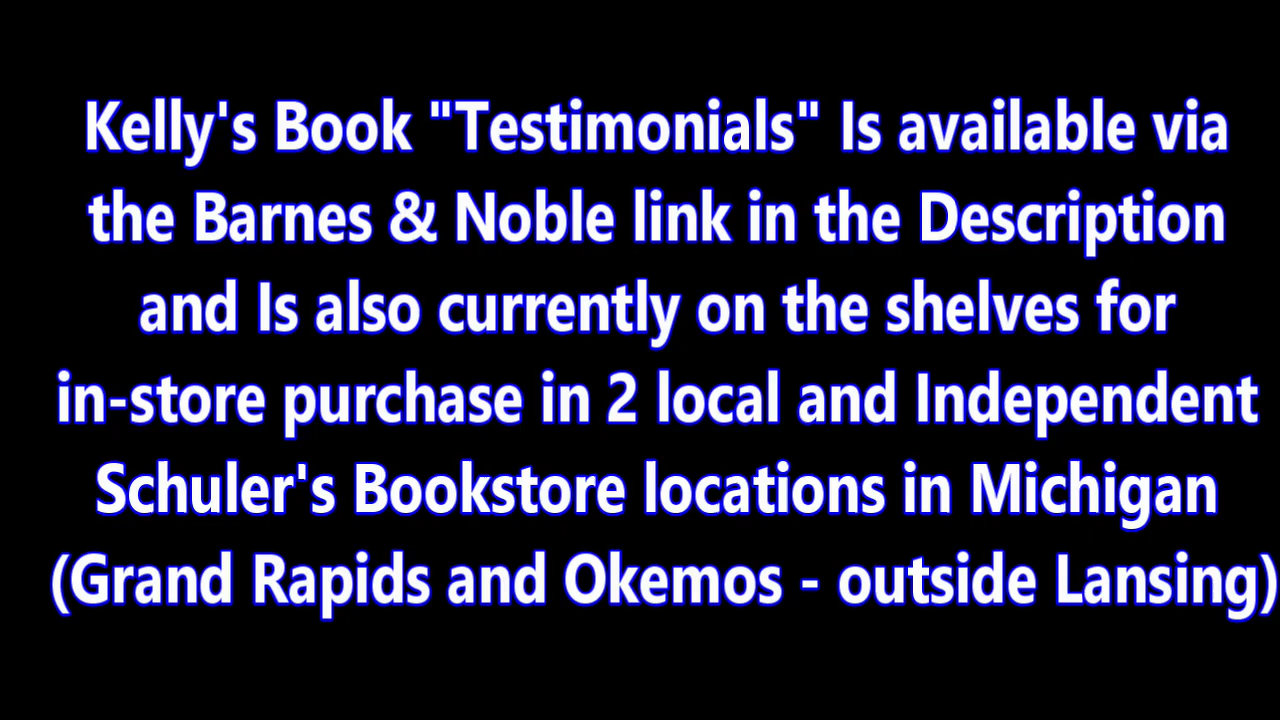 Kelly's Book "Testimonials" Is available via
the Barnes & Noble link in the Description
and Is also currently on the shelves for
in-store purchase in 2 local and Independent
Schuler's Bookstore locations in Michigan
(Grand Rapids and Okemos - outside Lansing)